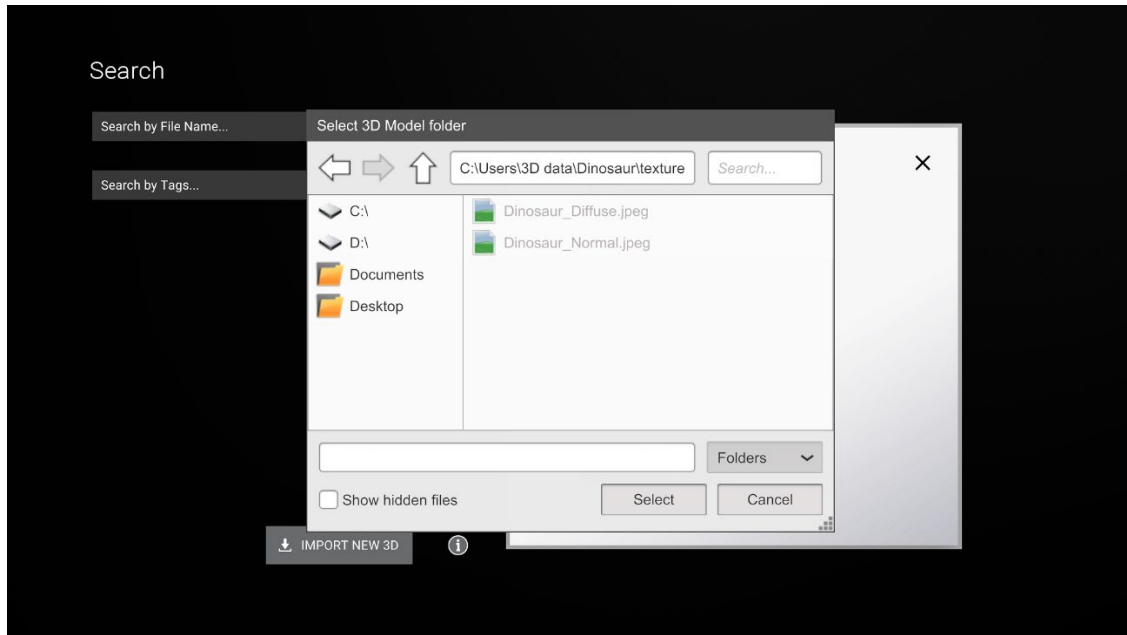 Search
Search by File Name...
Search by Tags...
Select 3D Model folder
C:\Users\3D data\Dinosaur\texture
Search...
C:\
D:\
Documents
Desktop
Dinosaur_Diffuse.jpeg
Dinosaur_Normal.jpeg
Folders
Show hidden files
Select
Cancel
IMPORT NEW 3D